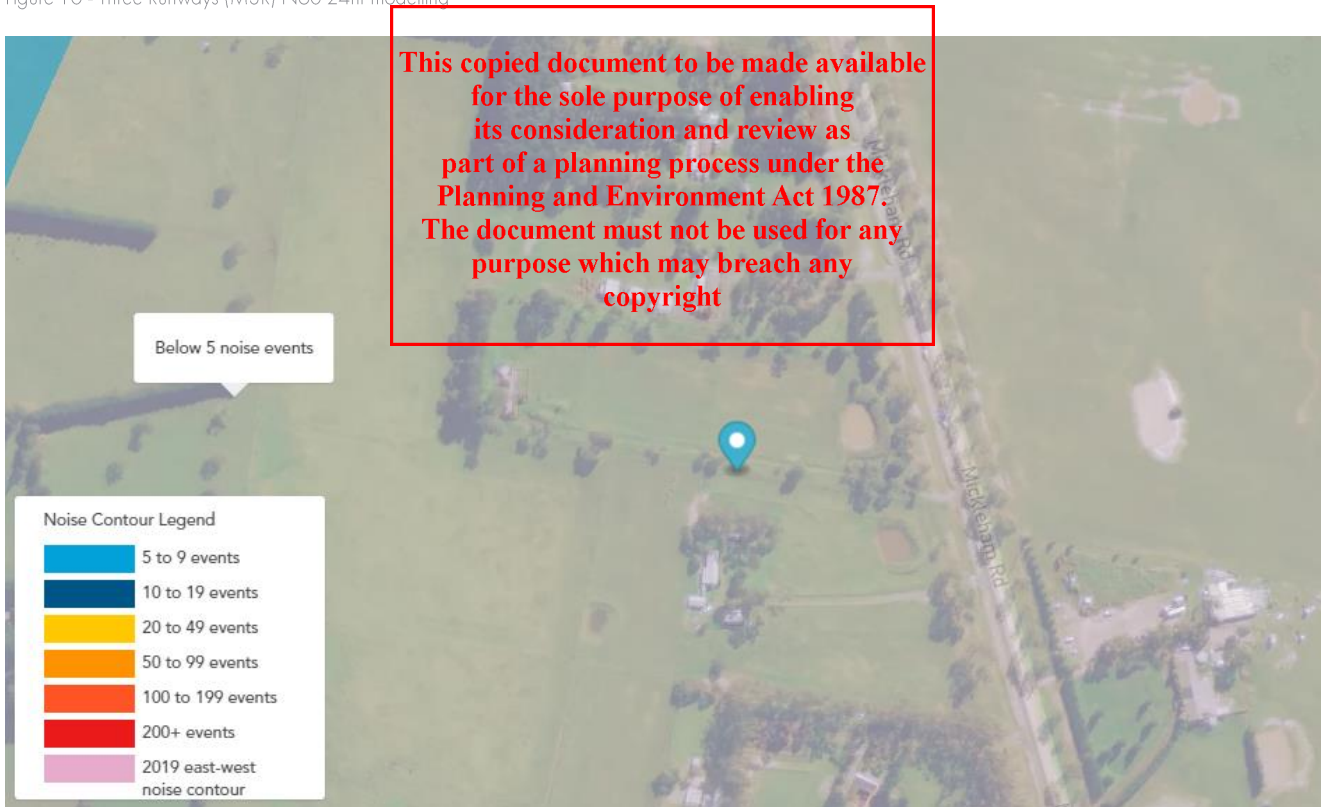 This copied document to be made available
for the sole purpose of enabling
its consideration and review as
part of a planning process under the
Planning and Environment Act 1987.
The document must not be used for any
purpose which may breach any
copyright
Mickleham Rd
Below 5 noise events
Mickleham Rd
Noise Contour Legend
5 to 9 events
10 to 19 events
20 to 49 events
50 to 99 events
100 to 199 events
200+ events
2019 east-west
noise contour